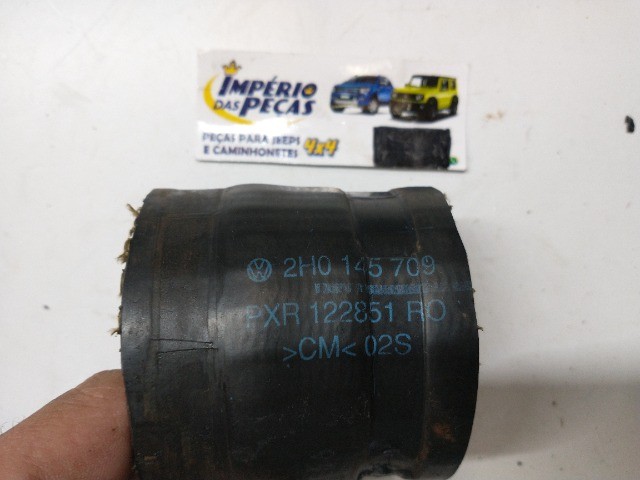 IMPÉRIO
DAS PEÇAS
PEÇAS PARA JEEPS
E CAMINHONETES 4x4
2H0 145 709
PXR 122851 RO
>CM< 02S